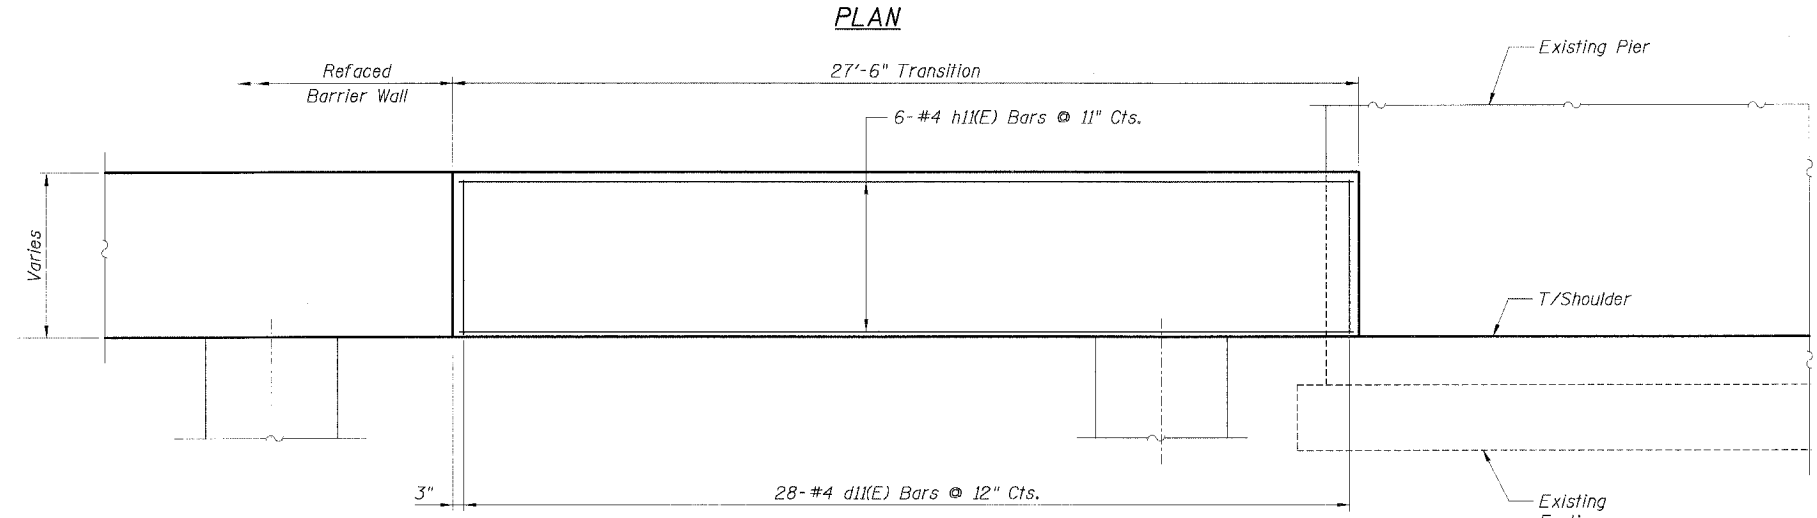 PLAN
Existing Pier
Refaced
Barrier Wall
27'-6" Transition
6-#4 h11(E) Bars @ 11" Cts.
Varies
T/Shoulder
3"
28-#4 d11(E) Bars @ 12" Cts.
Existing